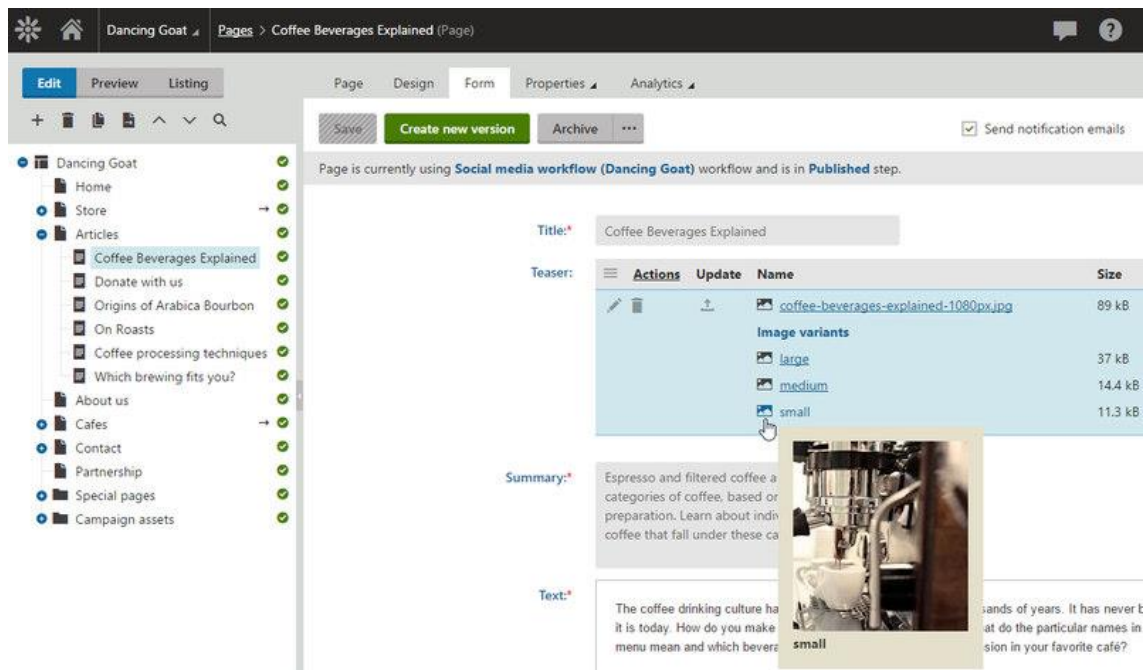 Dancing Goat Pages > Coffee Beverages Explained (Page)
Edit Preview Listing
Page Design Form Properties Analytics
Save Create new version Archive ...
Send notification emails
Page is currently using Social media workflow (Dancing Goat) workflow and is in Published step.
Dancing Goat
Home
Store
Articles
Coffee Beverages Explained
Donate with us
Origins of Arabica Bourbon
On Roasts
Coffee processing techniques
Which brewing fits you?
About us
Cafes
Contact
Partnership
Special pages
Campaign assets
Title:* Coffee Beverages Explained
Teaser: Actions Update Name Size
coffee-beverages-explained-1080px.jpg 89 kB
Image variants
large 37 kB
medium 14.4 kB
small 11.3 kB
Summary:* Espresso and filtered coffee a
categories of coffee, based or
preparation. Learn about indiv
coffee that fall under these ca
Text:*
The coffee drinking culture ha sands of years. It has never b
it is today. How do you make at do the particular names in
menu mean and which bevera sion in your favorite café?
small